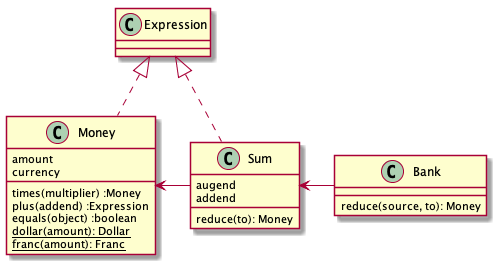 C Expression
C Money
amount
currency
times(multiplier) :Money
plus(addend) :Expression
equals(object) :boolean
dollar(amount): Dollar
franc(amount): Franc
C Sum
augend
addend
reduce(to): Money
C Bank
reduce(source, to): Money